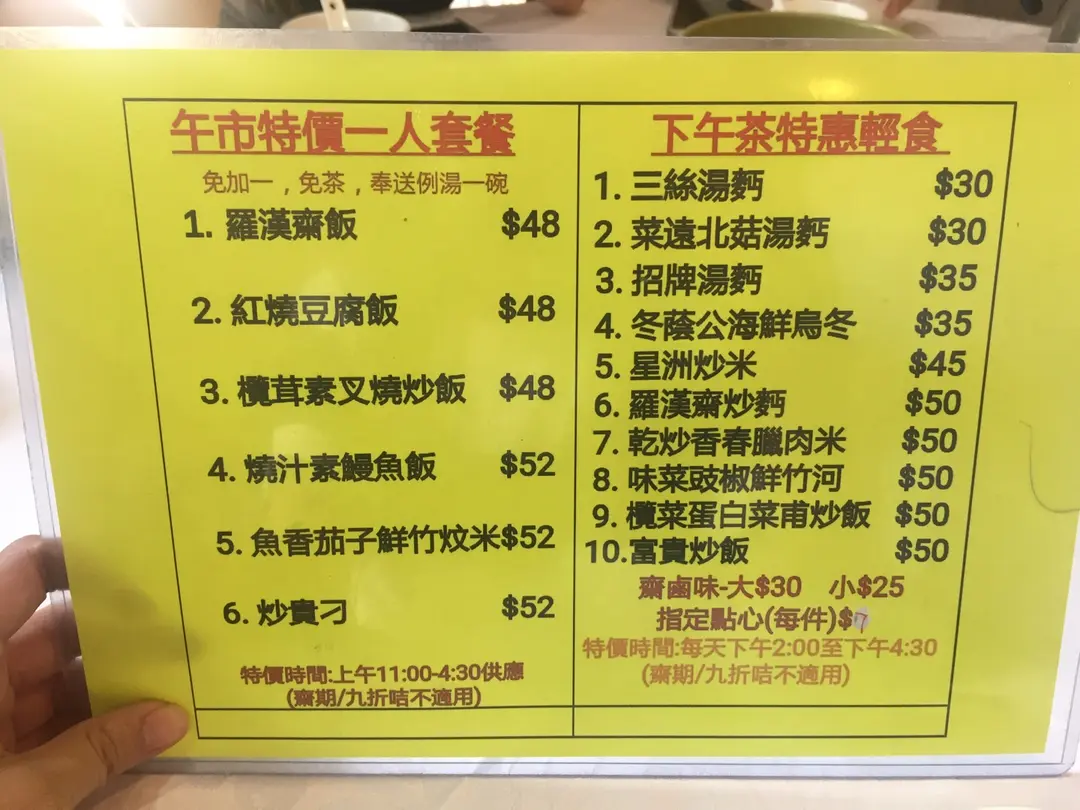 午市特價一人套餐
免加一，免茶，奉送例湯一碗
1. 羅漢齋飯 $48
2. 紅燒豆腐飯 $48
3. 欖茸素叉燒炒飯 $48
4. 燒汁素鰻魚飯 $52
5. 魚香茄子鮮竹炆米 $52
6. 炒貴刁 $52
特價時間:上午11:00-4:30供應
(齋期/九折咭不適用)
下午茶特惠輕食
1. 三絲湯麪 $30
2. 菜遠北菇湯麪 $30
3. 招牌湯麪 $35
4. 冬蔭公海鮮烏冬 $35
5. 星洲炒米 $45
6. 羅漢齋炒麪 $50
7. 乾炒香春臘肉米 $50
8. 味菜豉椒鮮竹河 $50
9. 欖菜蛋白菜甫炒飯 $50
10.富貴炒飯 $50
齋鹵味-大$30 小$25
指定點心(每件)$
特價時間:每天下午2:00至下午4:30
(齋期/九折咭不適用)